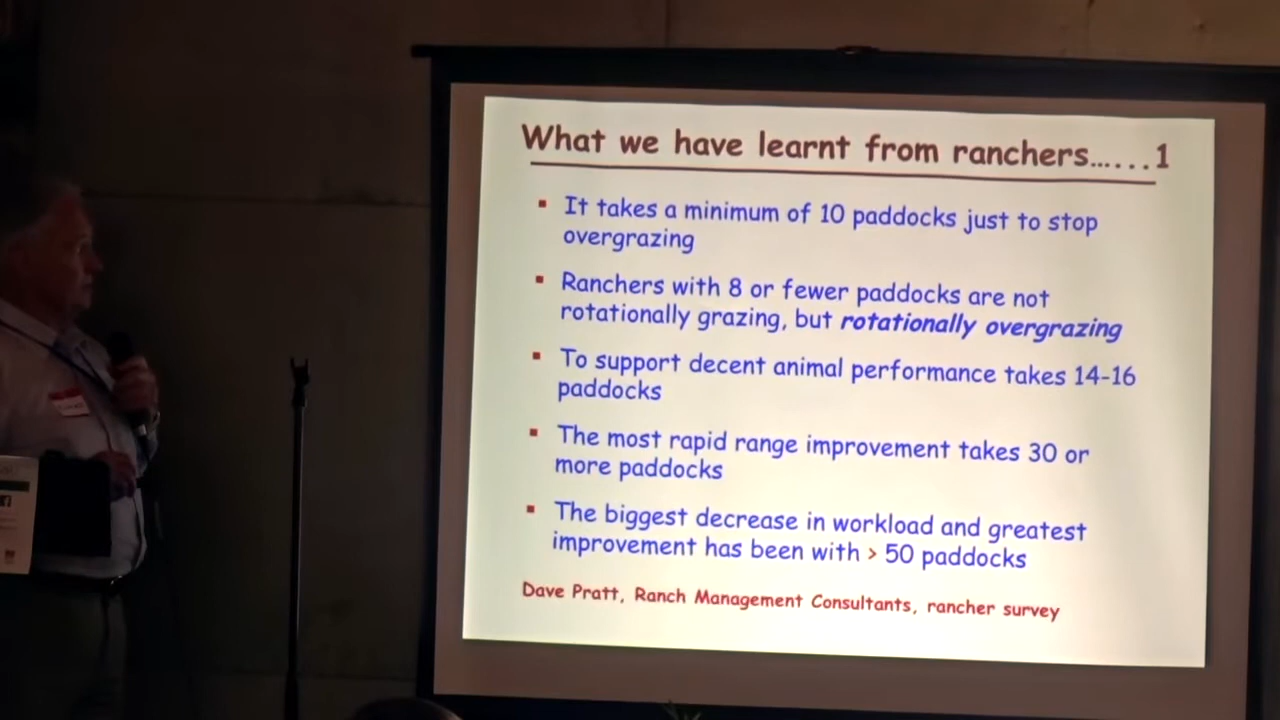 What we have learnt from ranchers......1
▪ It takes a minimum of 10 paddocks just to stop
overgrazing
▪ Ranchers with 8 or fewer paddocks are not
rotationally grazing, but rotationally overgrazing
▪ To support decent animal performance takes 14-16
paddocks
▪ The most rapid range improvement takes 30 or
more paddocks
▪ The biggest decrease in workload and greatest
improvement has been with > 50 paddocks
Dave Pratt, Ranch Management Consultants, rancher survey